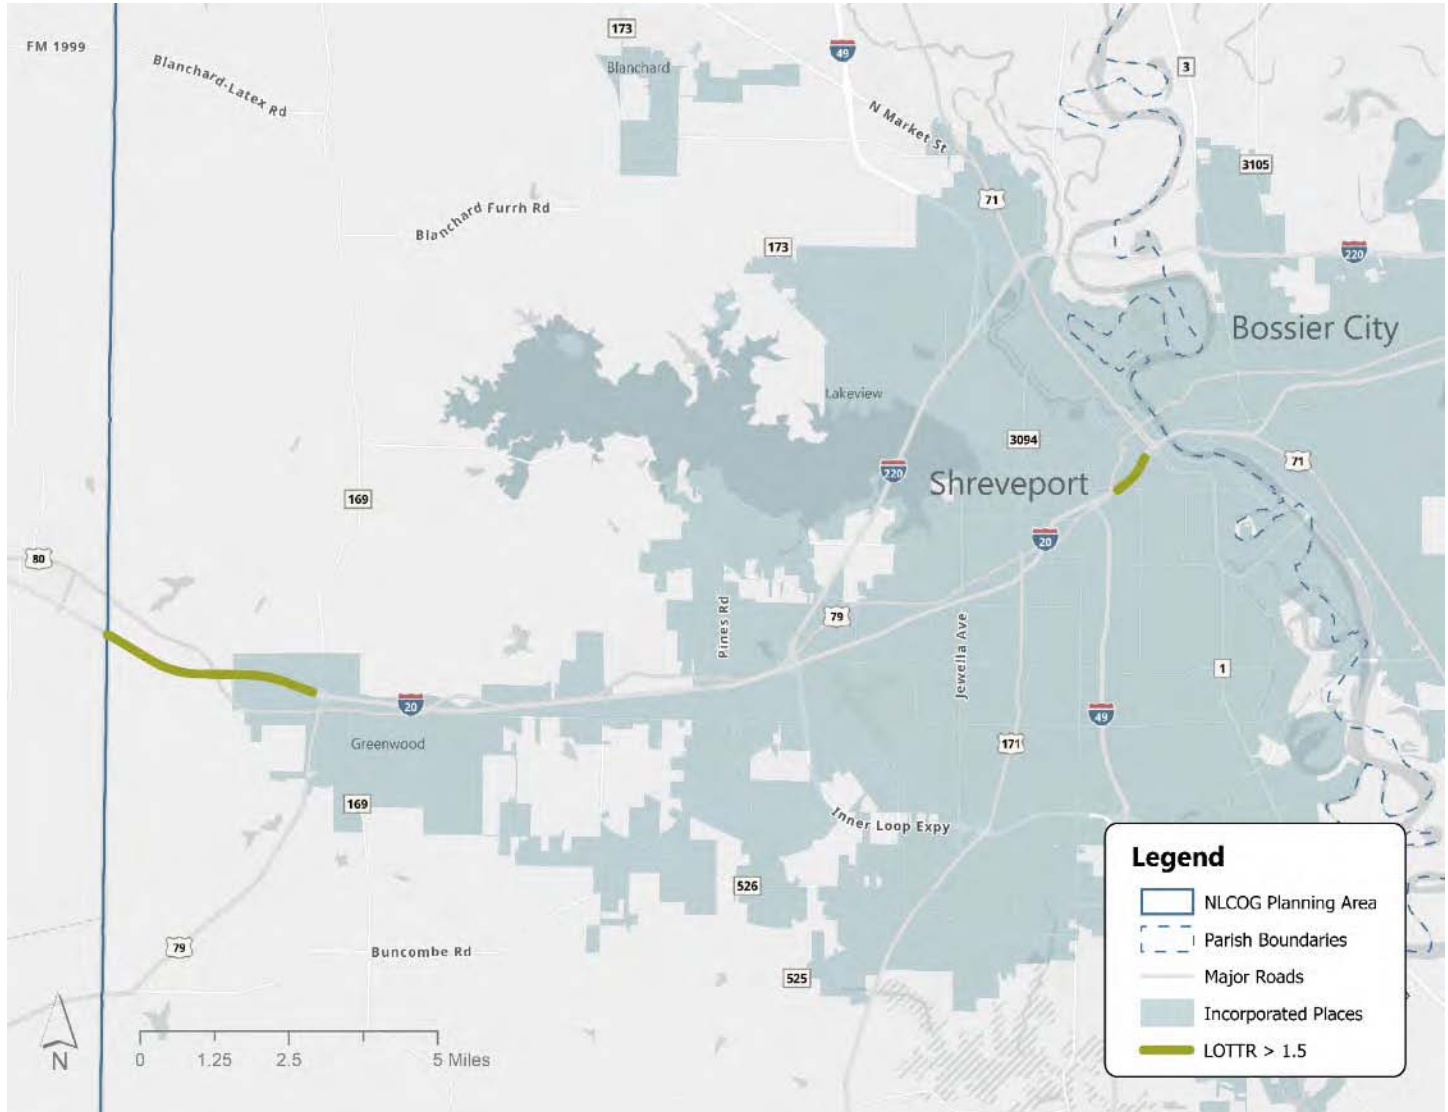 173
FM 1999
49
Blanchard
3
Blanchard-Latex Rd
N Market St
3105
71
Blanchard Furrh Rd
173
220
Bossier City
Lakeview
3094
71
220
Shreveport
169
20
80
79
Pines Rd
Jewella Ave
1
20
49
Greenwood
171
169
Inner Loop Expy
526
79
Buncombe Rd
525
Legend
NLCOG Planning Area
Parish Boundaries
Major Roads
Incorporated Places
LOTTR > 1.5
N
0 1.25 2.5 5 Miles